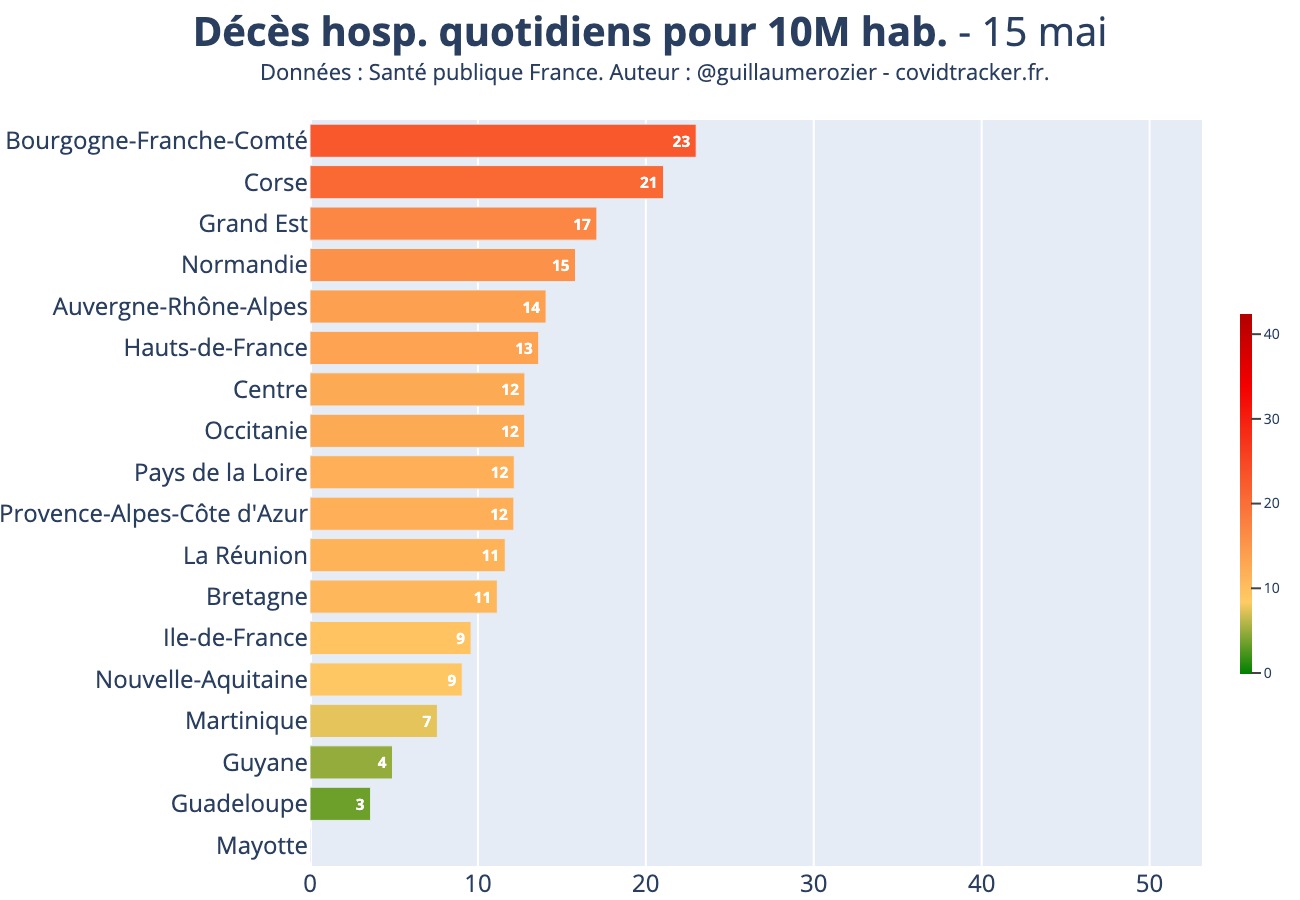 Décès hosp. quotidiens pour 10M hab. - 15 mai
Données : Santé publique France. Auteur : @guillaumerozier - covidtracker.fr.
Bourgogne-Franche-Comté 23
Corse 21
Grand Est 17
Normandie 15
Auvergne-Rhône-Alpes 14
Hauts-de-France 13
Centre 12
Occitanie 12
Pays de la Loire 12
Provence-Alpes-Côte d'Azur 12
La Réunion 11
Bretagne 11
Ile-de-France 9
Nouvelle-Aquitaine 9
Martinique 7
Guyane 4
Guadeloupe 3
Mayotte
0 10 20 30 40 50
40
30
20
10
0